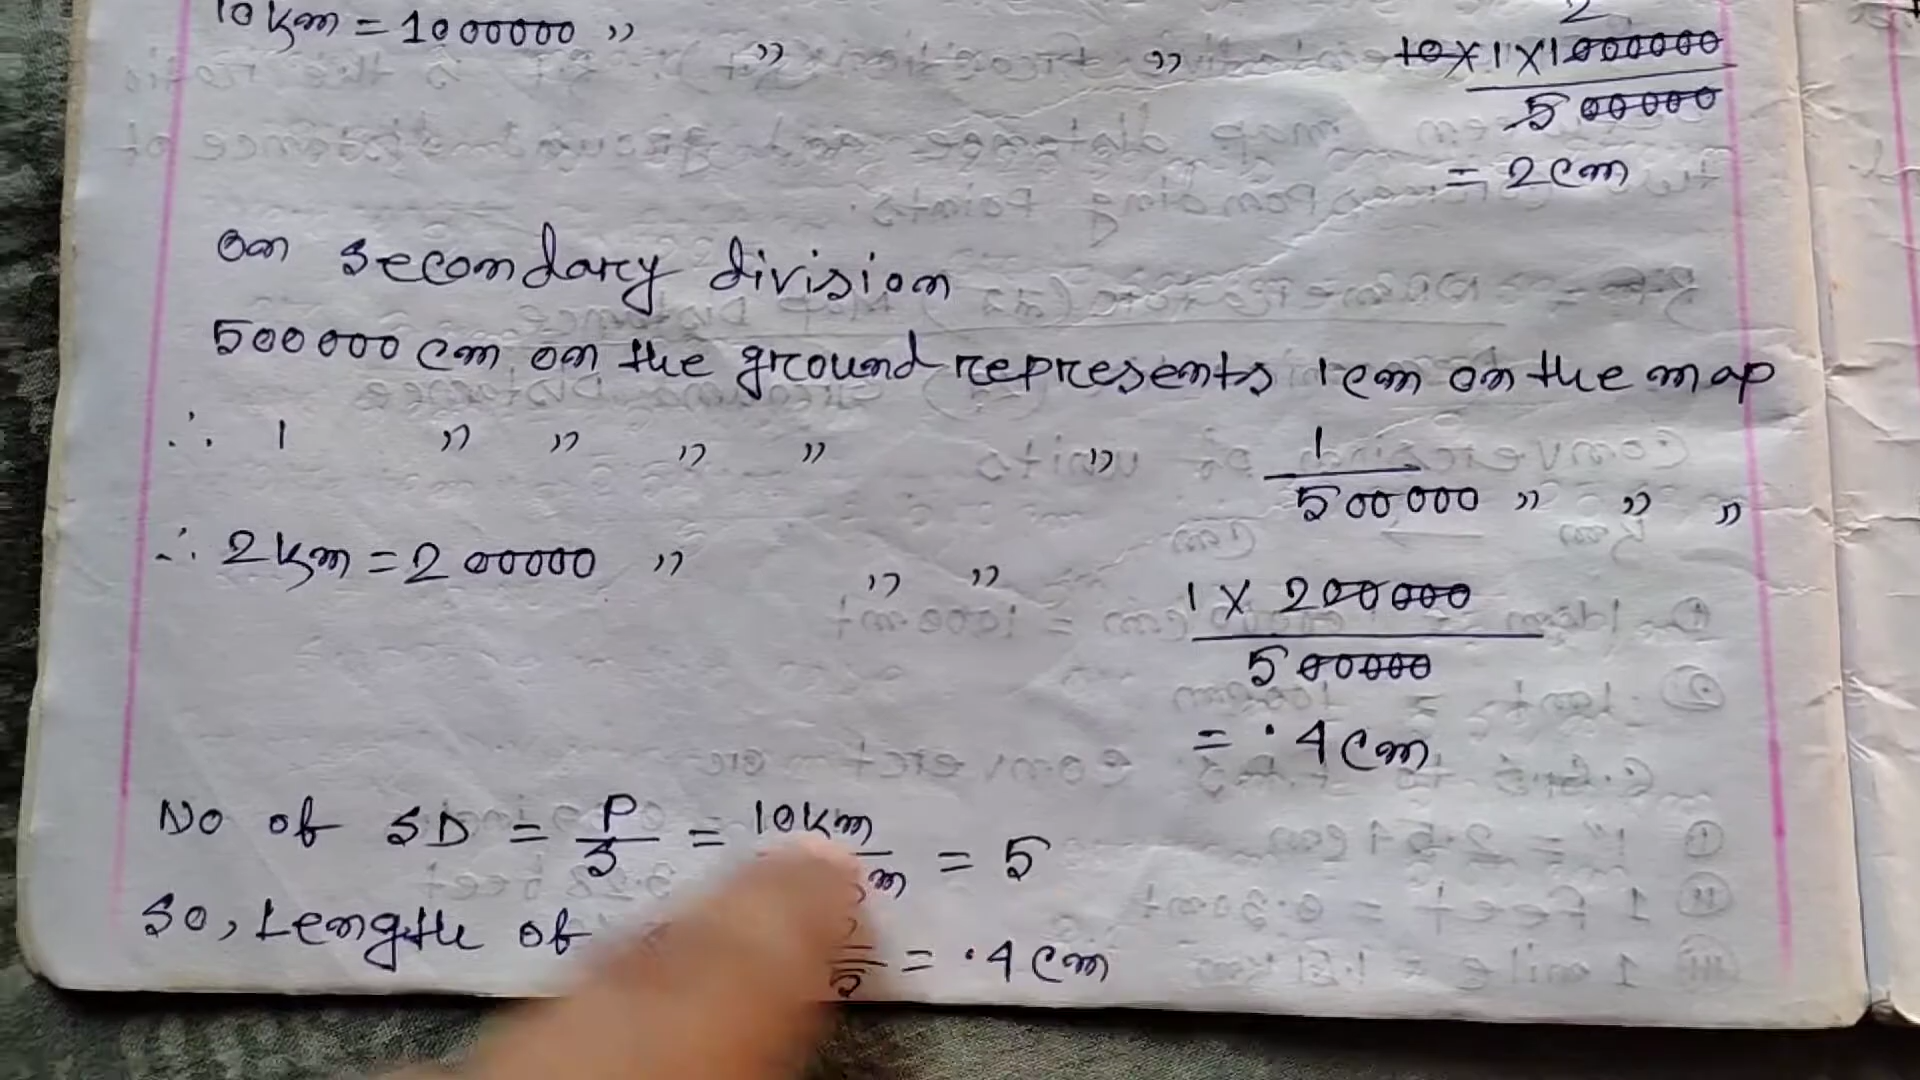 10 Km = 1000000 ,, ,, ,, 10 X 1 X 1000000
2
500000
= 2 cm
On secondary division
500000 cm on the ground represents 1 cm on the map
∴ 1 ,, ,, ,, ,, ,, 1
500000 ,, ,, ,,
∴ 2 Km = 200000 ,, ,, ,, 1 X 200000
500000
= .4 cm
No of SD = P/S = 10 Km = 5
So, Length of
5 = .4 cm